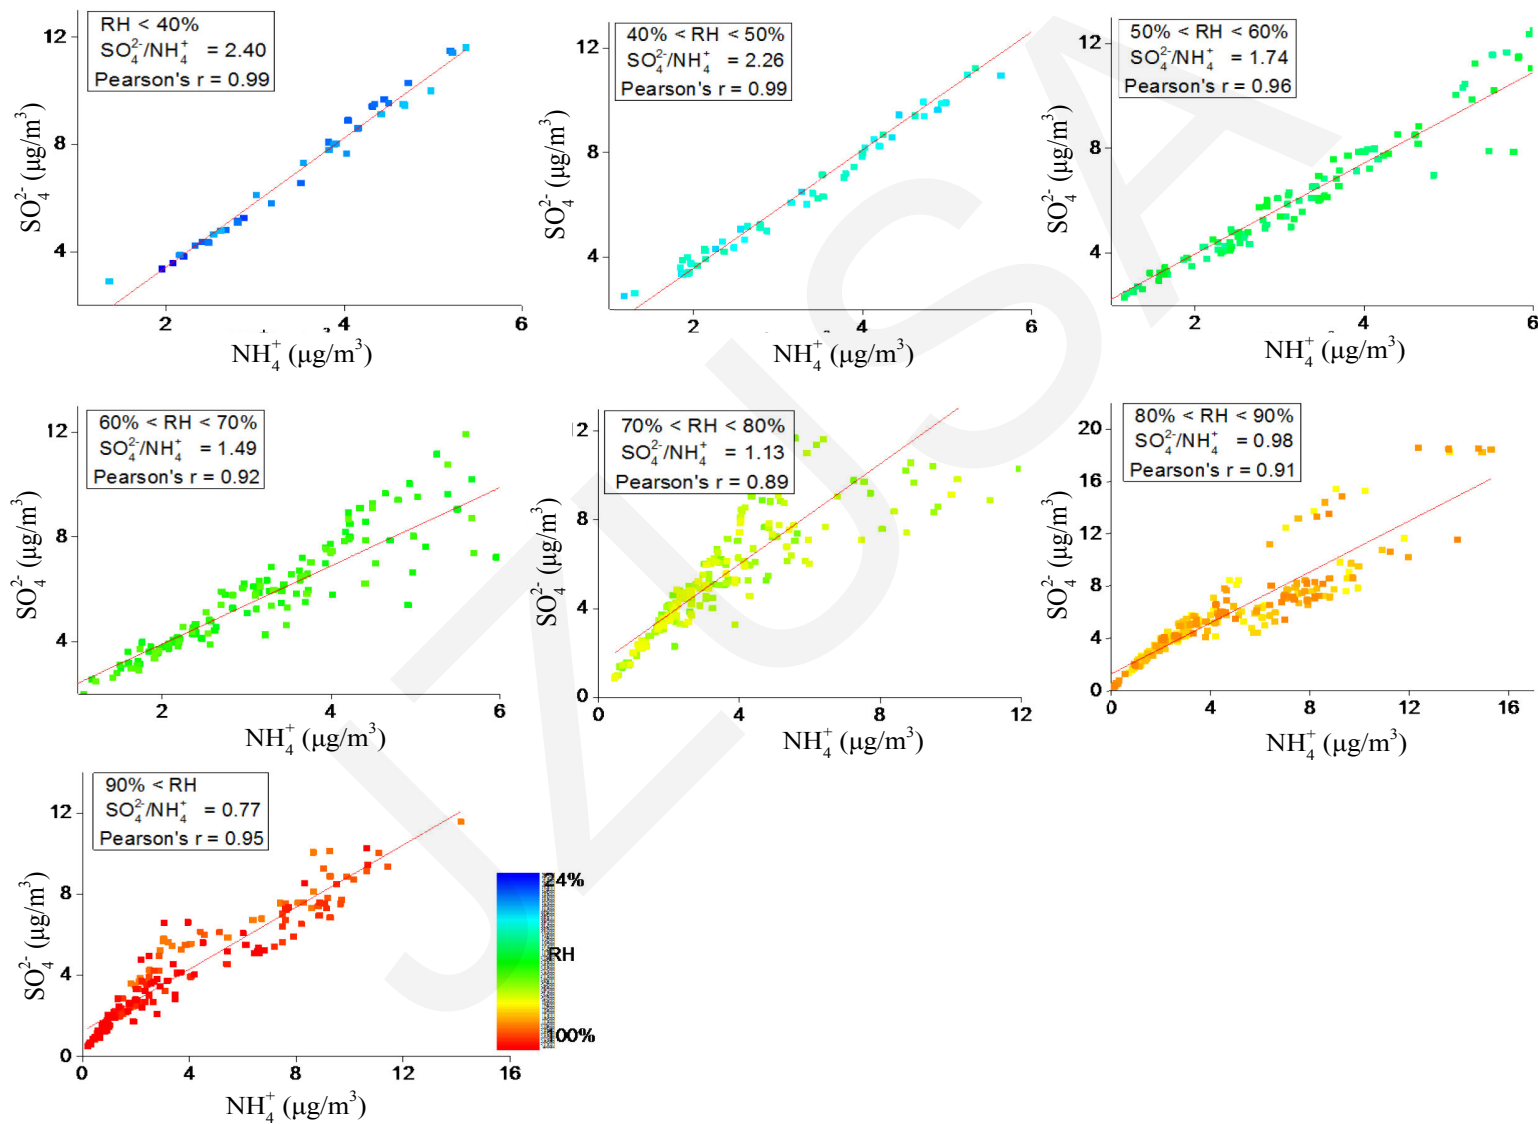 RH < 40%
SO₄²⁻/NH₄⁺ = 2.40
Pearson's r = 0.99
12
8
4
SO₄²⁻ (μg/m³)
2
4
6
NH₄⁺ (μg/m³)
40% < RH < 50%
SO₄²⁻/NH₄⁺ = 2.26
Pearson's r = 0.99
12
8
4
SO₄²⁻ (μg/m³)
2
4
6
NH₄⁺ (μg/m³)
50% < RH < 60%
SO₄²⁻/NH₄⁺ = 1.74
Pearson's r = 0.96
12
8
4
SO₄²⁻ (μg/m³)
2
4
6
NH₄⁺ (μg/m³)
60% < RH < 70%
SO₄²⁻/NH₄⁺ = 1.49
Pearson's r = 0.92
12
8
4
SO₄²⁻ (μg/m³)
2
4
6
NH₄⁺ (μg/m³)
70% < RH < 80%
SO₄²⁻/NH₄⁺ = 1.13
Pearson's r = 0.89
2
8
4
0
SO₄²⁻ (μg/m³)
0
4
8
12
NH₄⁺ (μg/m³)
80% < RH < 90%
SO₄²⁻/NH₄⁺ = 0.98
Pearson's r = 0.91
20
16
12
8
4
0
SO₄²⁻ (μg/m³)
0
4
8
12
16
NH₄⁺ (μg/m³)
90% < RH
SO₄²⁻/NH₄⁺ = 0.77
Pearson's r = 0.95
12
8
4
0
SO₄²⁻ (μg/m³)
0
4
8
12
16
NH₄⁺ (μg/m³)
24%
RH
100%
JZUSA